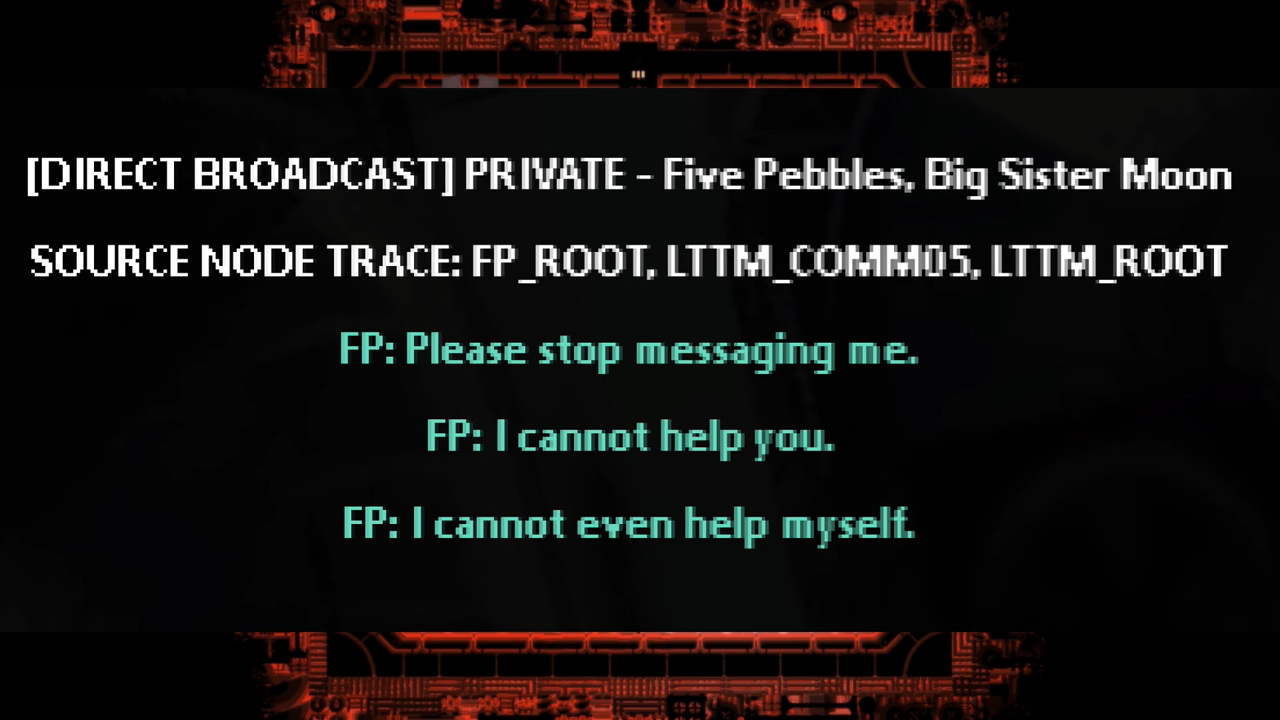 [DIRECT BROADCAST] PRIVATE - Five Pebbles, Big Sister Moon
SOURCE NODE TRACE: FP_ROOT, LTTM_COMM05, LTTM_ROOT
FP: Please stop messaging me.
FP: I cannot help you.
FP: I cannot even help myself.